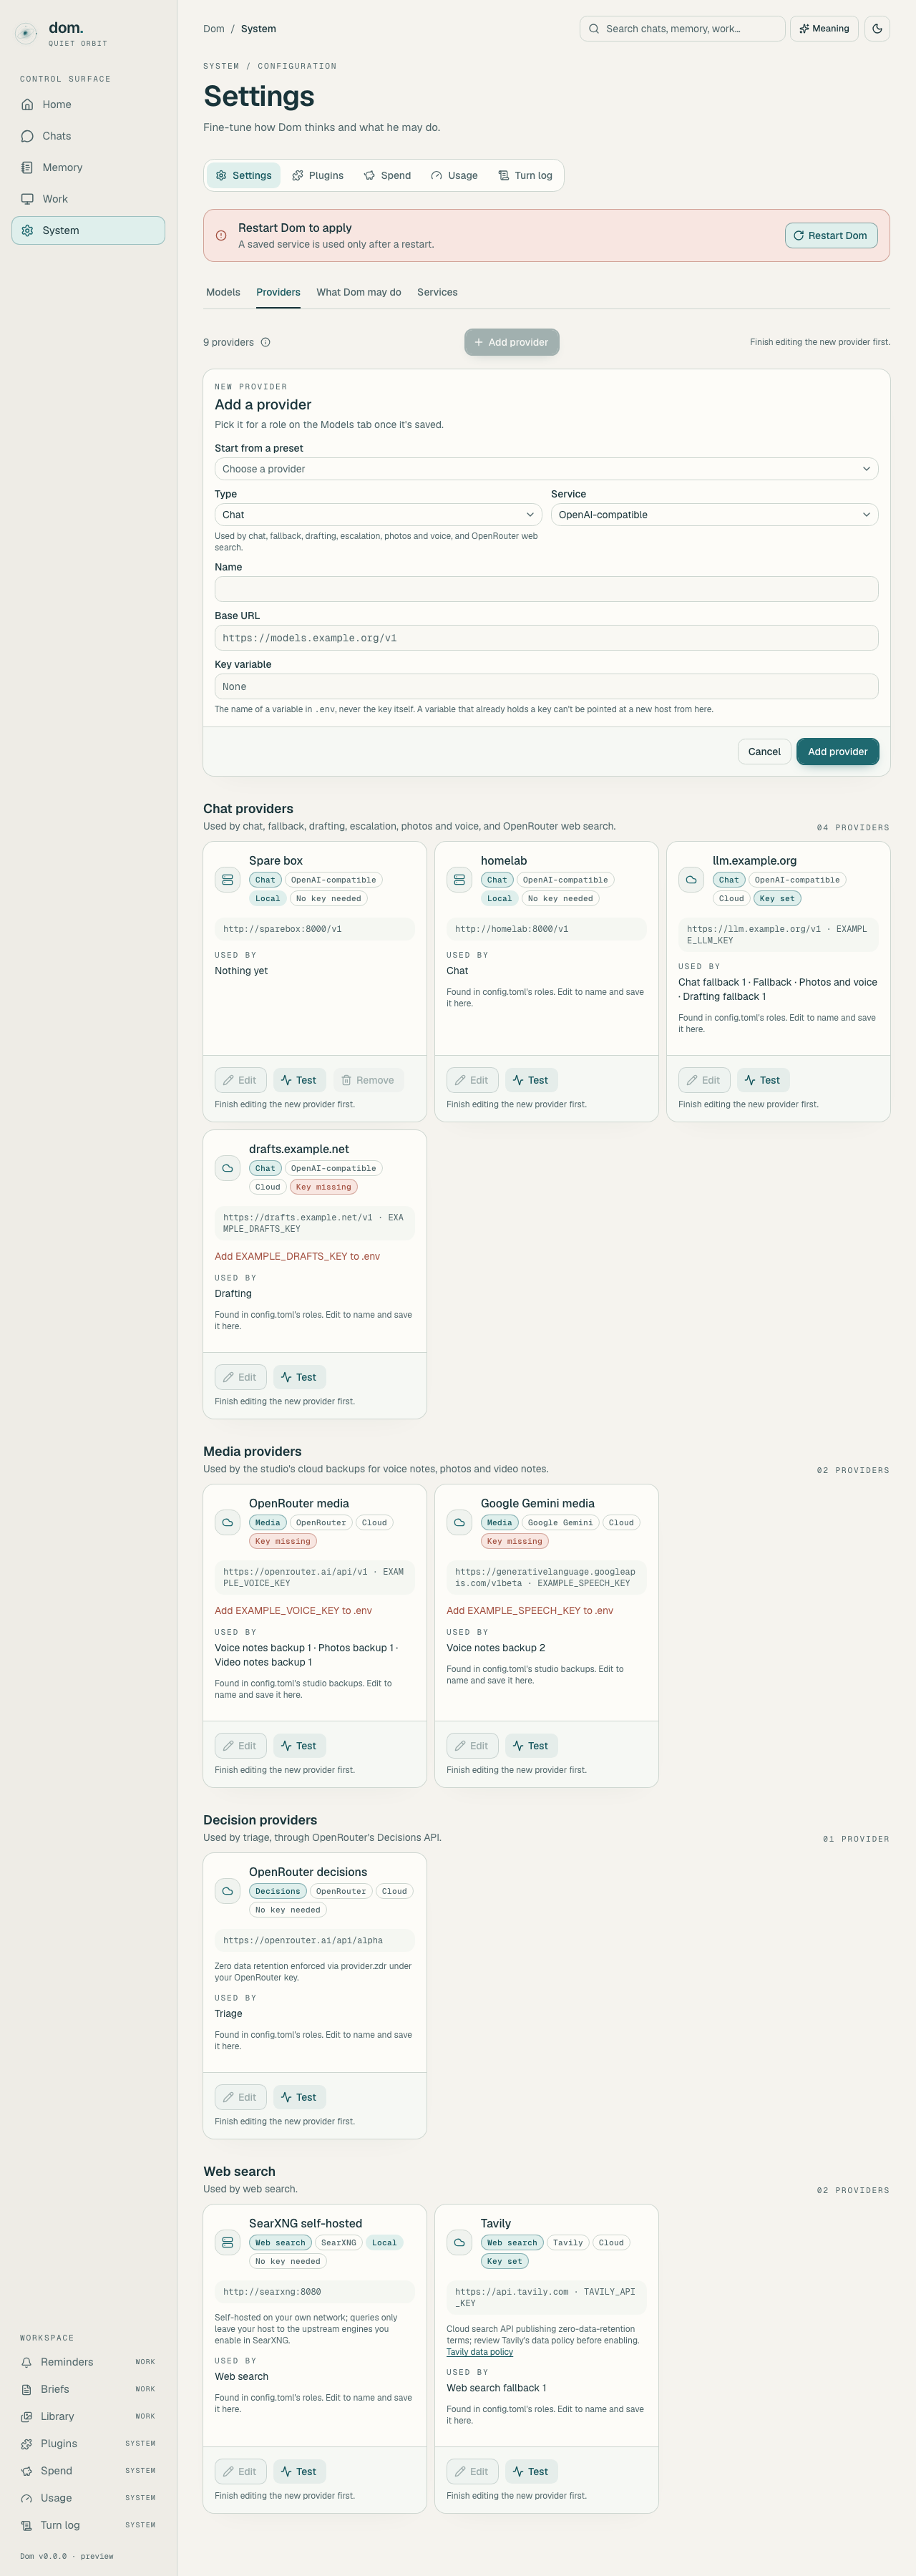 dom.
QUIET ORBIT
CONTROL SURFACE
Home
Chats
Memory
Work
System
WORKSPACE
Reminders WORK
Briefs WORK
Library WORK
Plugins SYSTEM
Spend SYSTEM
Usage SYSTEM
Turn log SYSTEM
Dom v0.0.0 · preview
Dom / System
Search chats, memory, work...
Meaning
SYSTEM / CONFIGURATION
Settings
Fine-tune how Dom thinks and what he may do.
Settings Plugins Spend Usage Turn log
Restart Dom to apply
A saved service is used only after a restart.
Restart Dom
Models Providers What Dom may do Services
9 providers
Add provider
Finish editing the new provider first.
NEW PROVIDER
Add a provider
Pick it for a role on the Models tab once it's saved.
Start from a preset
Choose a provider
Type
Chat
Used by chat, fallback, drafting, escalation, photos and voice, and OpenRouter web
search.
Service
OpenAI-compatible
Name
Base URL
https://models.example.org/v1
Key variable
None
The name of a variable in .env, never the key itself. A variable that already holds a key can't be pointed at a new host from here.
Cancel Add provider
Chat providers
Used by chat, fallback, drafting, escalation, photos and voice, and OpenRouter web search.
04 PROVIDERS
Spare box
Chat OpenAI-compatible
Local No key needed
http://sparebox:8000/v1
USED BY
Nothing yet
Edit Test Remove
Finish editing the new provider first.
homelab
Chat OpenAI-compatible
Local No key needed
http://homelab:8000/v1
USED BY
Chat
Found in config.toml's roles. Edit to name and save
it here.
Edit Test
Finish editing the new provider first.
llm.example.org
Chat OpenAI-compatible
Cloud Key set
https://llm.example.org/v1 · EXAMPL
E_LLM_KEY
USED BY
Chat fallback 1 · Fallback · Photos and voice
· Drafting fallback 1
Found in config.toml's roles. Edit to name and save
it here.
Edit Test
Finish editing the new provider first.
drafts.example.net
Chat OpenAI-compatible
Cloud Key missing
https://drafts.example.net/v1 · EXA
MPLE_DRAFTS_KEY
Add EXAMPLE_DRAFTS_KEY to .env
USED BY
Drafting
Found in config.toml's roles. Edit to name and save
it here.
Edit Test
Finish editing the new provider first.
Media providers
Used by the studio's cloud backups for voice notes, photos and video notes.
02 PROVIDERS
OpenRouter media
Media OpenRouter Cloud
Key missing
https://openrouter.ai/api/v1 · EXAM
PLE_VOICE_KEY
Add EXAMPLE_VOICE_KEY to .env
USED BY
Voice notes backup 1 · Photos backup 1 ·
Video notes backup 1
Found in config.toml's studio backups. Edit to
name and save it here.
Edit Test
Finish editing the new provider first.
Google Gemini media
Media Google Gemini Cloud
Key missing
https://generativelanguage.googleap
is.com/v1beta · EXAMPLE_SPEECH_KEY
Add EXAMPLE_SPEECH_KEY to .env
USED BY
Voice notes backup 2
Found in config.toml's studio backups. Edit to
name and save it here.
Edit Test
Finish editing the new provider first.
Decision providers
Used by triage, through OpenRouter's Decisions API.
01 PROVIDER
OpenRouter decisions
Decisions OpenRouter Cloud
No key needed
https://openrouter.ai/api/alpha
Zero data retention enforced via provider.zdr under
your OpenRouter key.
USED BY
Triage
Found in config.toml's roles. Edit to name and save
it here.
Edit Test
Finish editing the new provider first.
Web search
Used by web search.
02 PROVIDERS
SearXNG self-hosted
Web search SearXNG Local
No key needed
http://searxng:8080
Self-hosted on your own network; queries only
leave your host to the upstream engines you
enable in SearXNG.
USED BY
Web search
Found in config.toml's roles. Edit to name and save
it here.
Edit Test
Finish editing the new provider first.
Tavily
Web search Tavily Cloud
Key set
https://api.tavily.com · TAVILY_API
_KEY
Cloud search API publishing zero-data-retention
terms; review Tavily's data policy before enabling.
Tavily data policy
USED BY
Web search fallback 1
Found in config.toml's roles. Edit to name and save
it here.
Edit Test
Finish editing the new provider first.